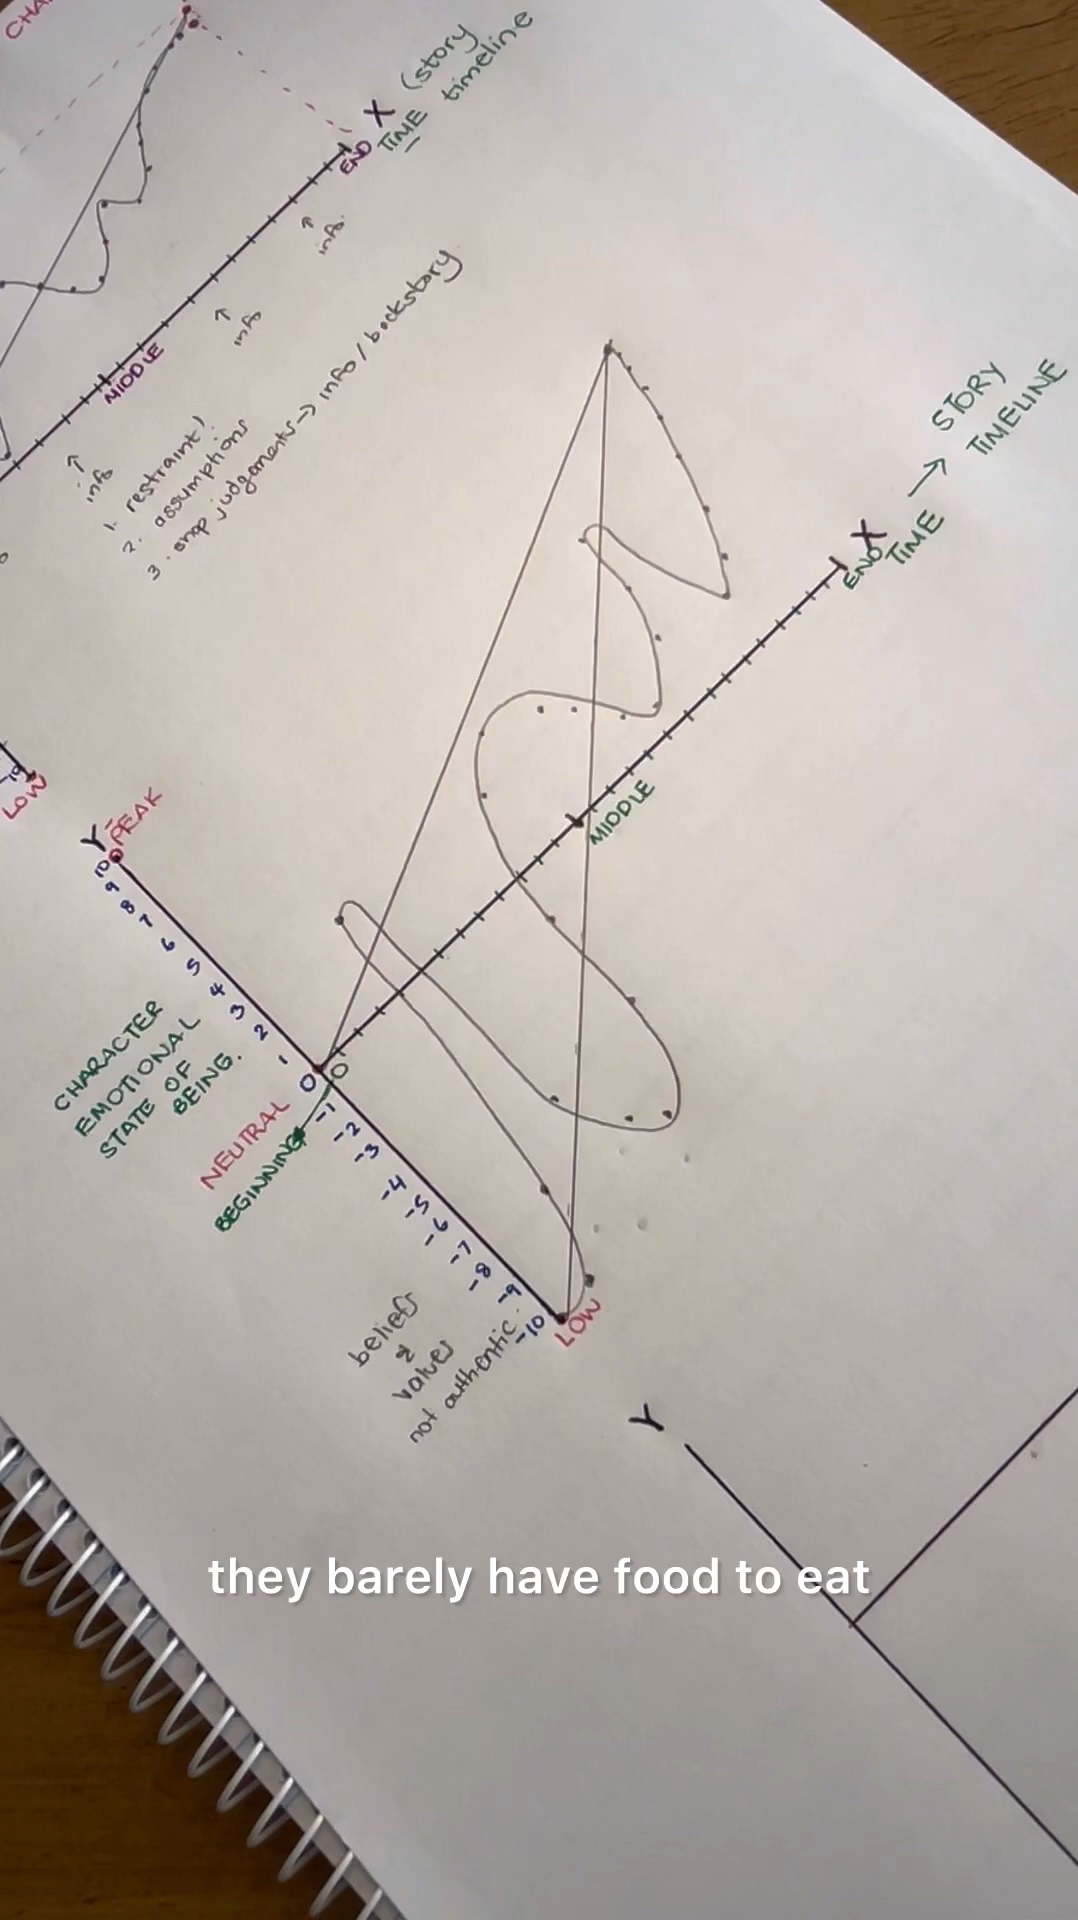 CHA
X
(story
TIME timeline
END
MIDDLE
↑
info
↑
info
↑
info
1. restraint!
2. assumptions
3. snap judgements → info / backstory
-10
LOW
Y
PEAK
10
9
8
7
6
5
4
3
2
1
0
0
-1
-2
-3
-4
-5
-6
-7
-8
-9
-10
LOW
CHARACTER
EMOTIONAL
STATE OF
BEING.
NEUTRAL
BEGINNING
MIDDLE
END
X
TIME → STORY
TIMELINE
beliefs
&
values
not authentic.
Y
they barely have food to eat